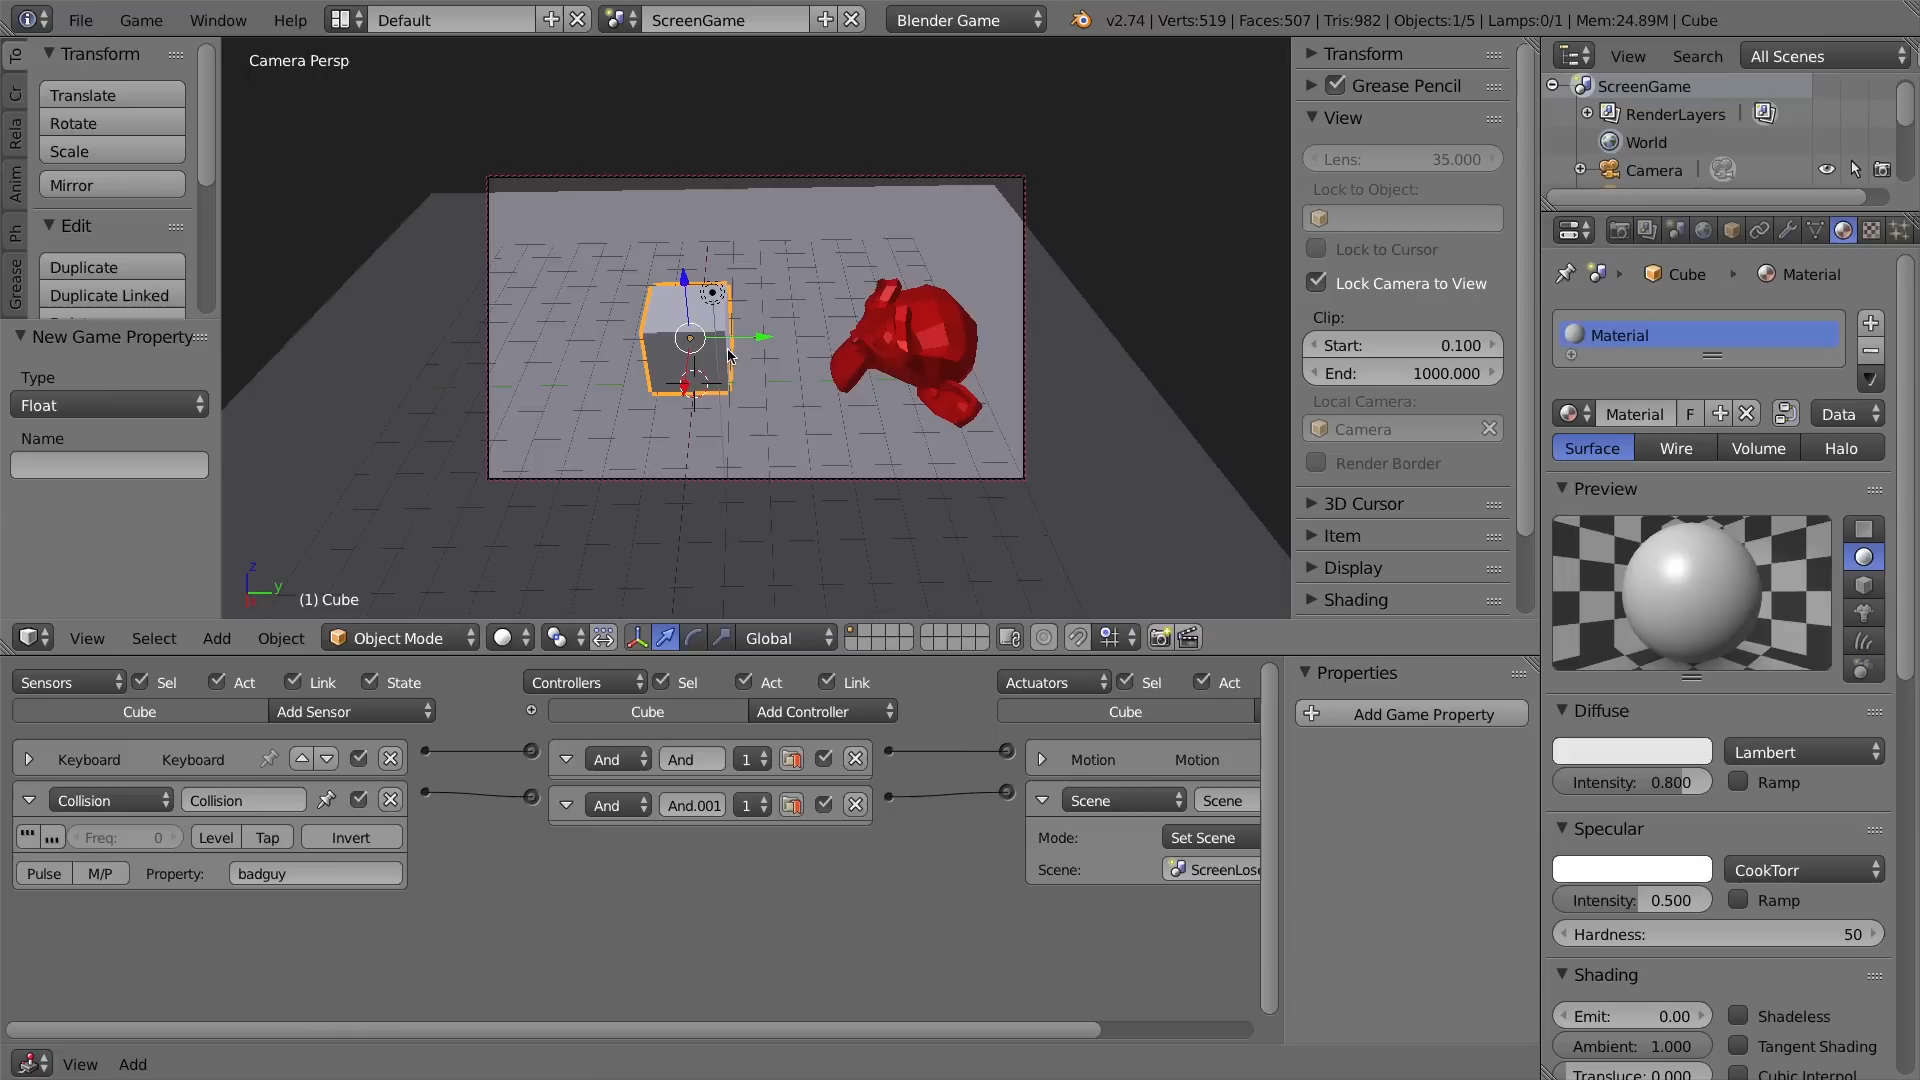 File Game Window Help Default ScreenGame Blender Game v2.74 | Verts:519 | Faces:507 | Tris:982 | Objects:1/5 | Lamps:0/1 | Mem:24.89M | Cube
To
Cr
Rela
Anim
Ph
Grease
Transform
Translate
Rotate
Scale
Mirror
Edit
Duplicate
Duplicate Linked
New Game Property
Type
Float
Name
Camera Persp
z
y
(1) Cube
Transform
Grease Pencil
View
Lens: 35.000
Lock to Object:
Lock to Cursor
Lock Camera to View
Clip:
Start: 0.100
End: 1000.000
Local Camera:
Camera
Render Border
3D Cursor
Item
Display
Shading
View Search All Scenes
ScreenGame
RenderLayers
World
Camera
Cube Material
Material
Material F Data
Surface Wire Volume Halo
Preview
Diffuse
Lambert
Intensity: 0.800 Ramp
Specular
CookTorr
Intensity: 0.500 Ramp
Hardness: 50
Shading
Emit: 0.00 Shadeless
Ambient: 1.000 Tangent Shading
Transluc: 0.000 Cubic Interpol
View Select Add Object Object Mode Global
Sensors Sel Act Link State
Cube Add Sensor
Keyboard Keyboard
Collision Collision
Freq: 0 Level Tap Invert
Pulse M/P Property: badguy
Controllers Sel Act Link
Cube Add Controller
And And 1
And And.001 1
Actuators Sel Act
Cube
Motion Motion
Scene Scene
Mode: Set Scene
Scene: ScreenLose
Properties
Add Game Property
View Add